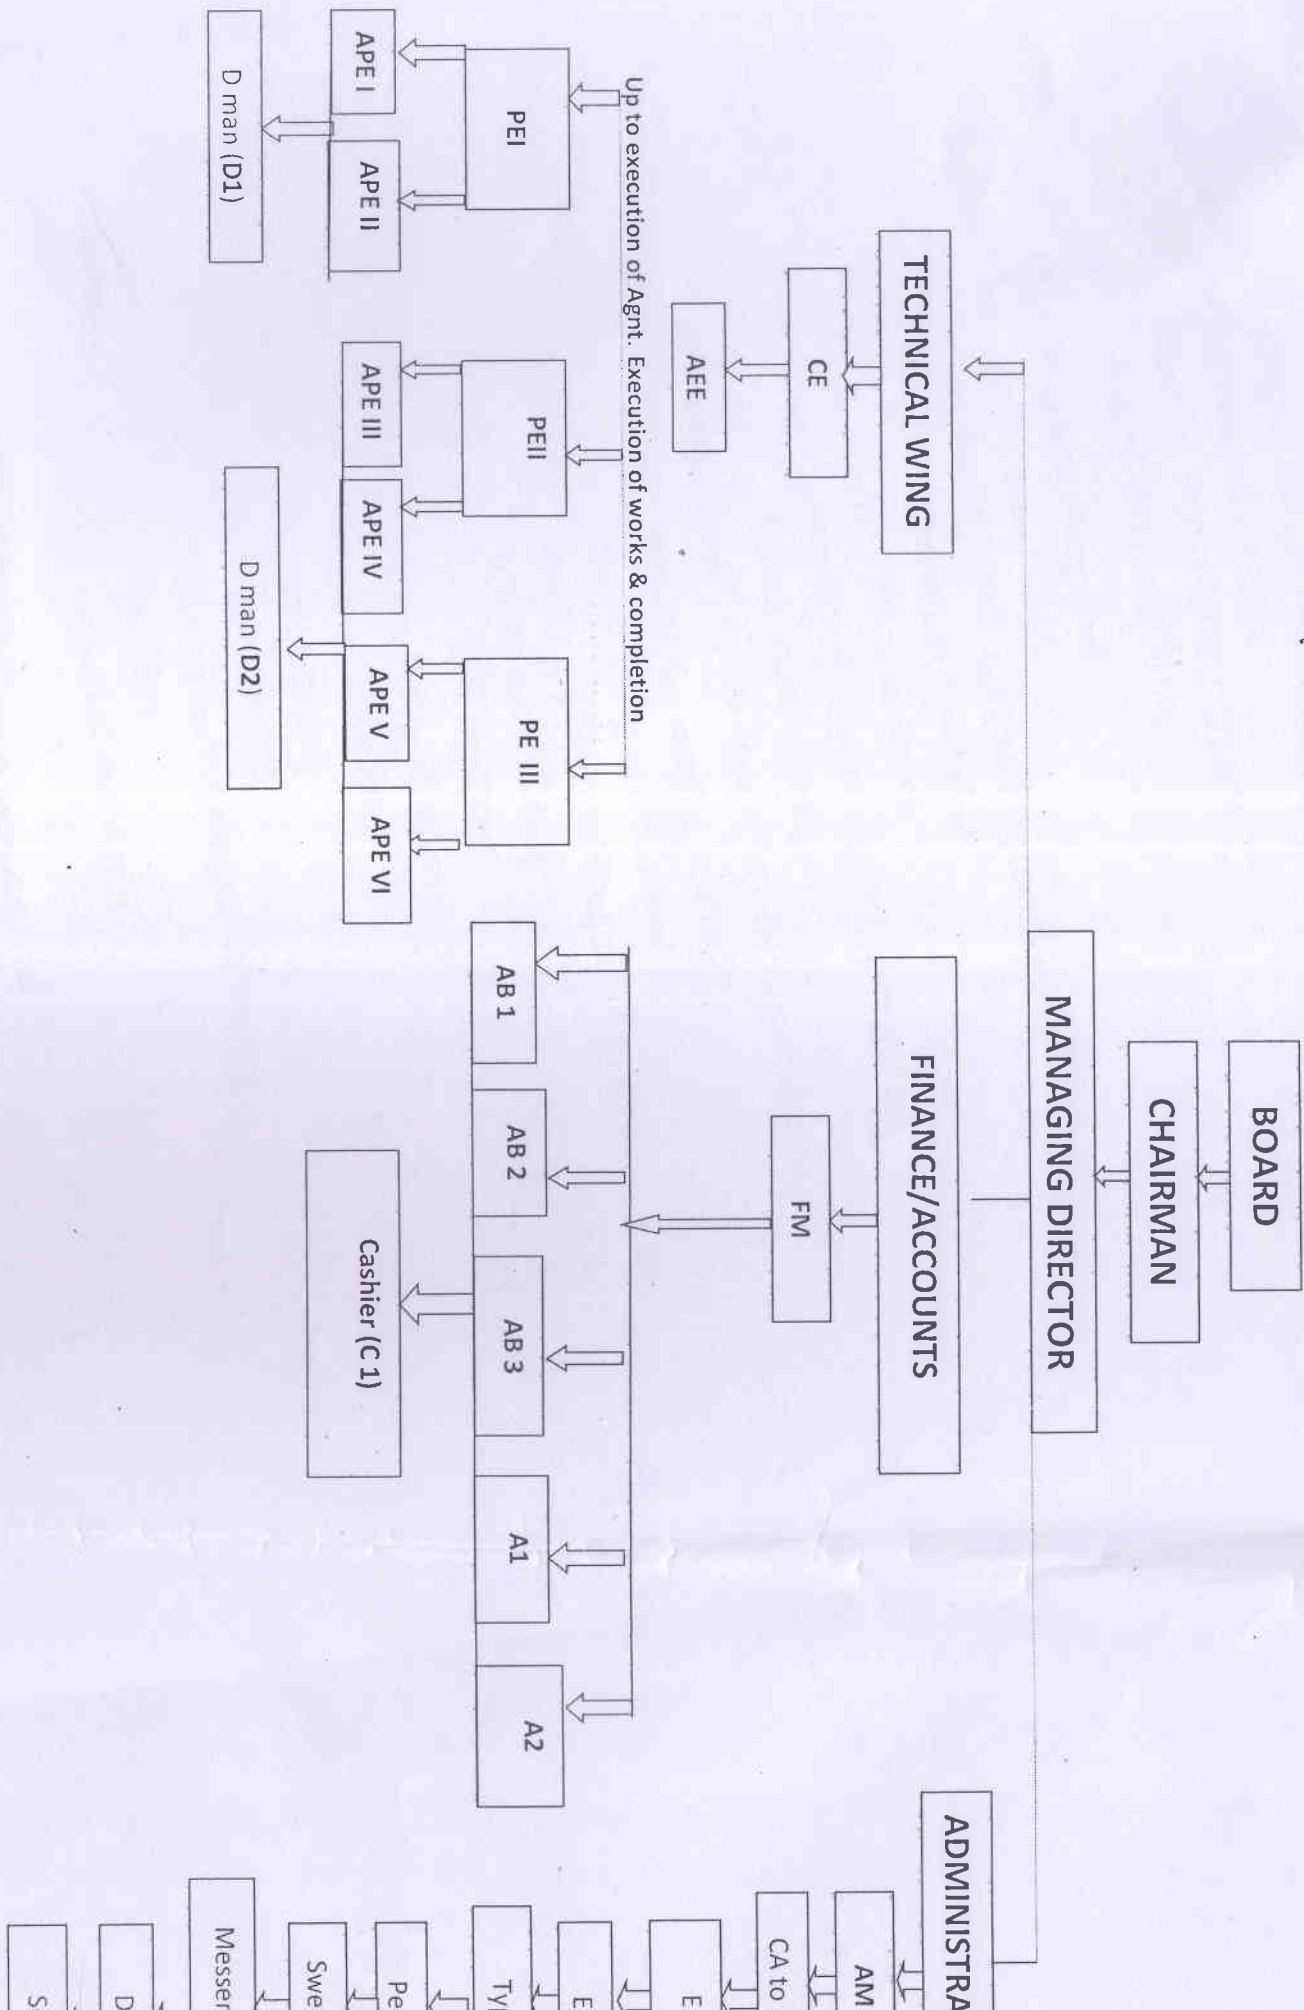 BOARD
CHAIRMAN
MANAGING DIRECTOR
TECHNICAL WING
FINANCE/ACCOUNTS
ADMINISTRA
CE
FM
AM
AEE
CA to
E
E
Up to execution of Agnt. Execution of works & completion
PEI
PEII
PE III
AB 1
AB 2
AB 3
A1
A2
Ty
APE I
APE II
APE III
APE IV
APE V
APE VI
Cashier (C 1)
Pe
Swe
D man (D1)
D man (D2)
Messer
D
S